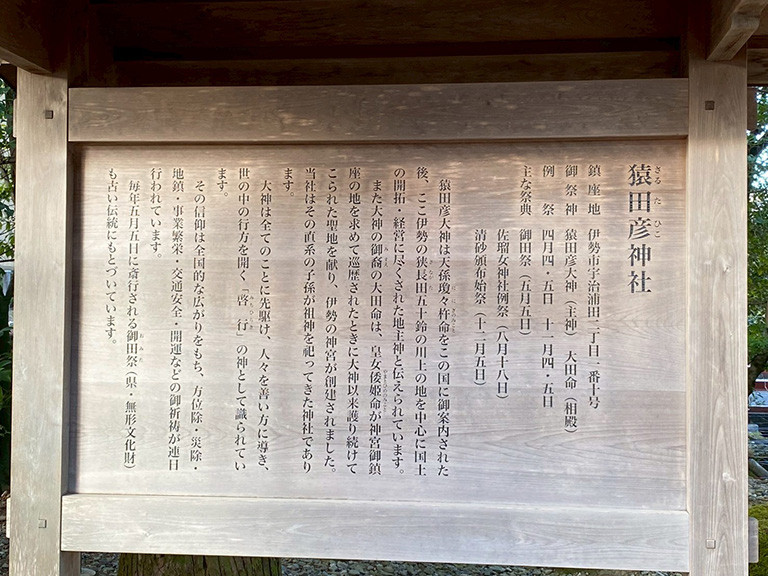 猿田彦神社
鎮座地　伊勢市宇治浦田二丁目一番十号
御祭神　猿田彦大神（主神）　大田命（相殿）
例　祭　四月四・五日　十一月四・五日
主な祭典　御田祭（五月五日）
佐瑠女神社例祭（八月十八日）
清砂頒布始祭（十二月五日）
猿田彦大神は天孫瓊々杵命をこの国に御案内された
後、ここ伊勢の狭長田五十鈴の川上の地を中心に国土
の開拓・経営に尽くされた地主神と伝えられています。
また大神の御裔の大田命は、皇女倭姫命が神宮御鎮
座の地を求めて巡歴されたときに大神以来護り続けて
こられた聖地を献り、伊勢の神宮が創建されました。
当社はその直系の子孫が祖神を祀ってきた神社であり
ます。
大神は全てのことに先駆け、人々を善い方に導き、
世の中の行方を開く「啓　行」の神として識られてい
ます。
その信仰は全国的な広がりをもち、方位除・災除・
地鎮・事業繁栄・交通安全・開運などの御祈祷が連日
行われています。
毎年五月五日に斎行される御田祭（県・無形文化財）
も古い伝統にもとづいています。